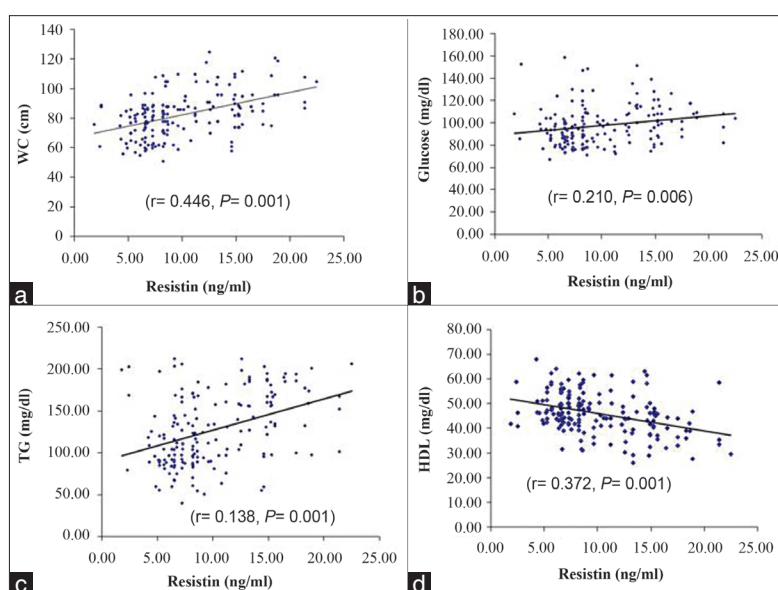 140
120
100
80
60
40
20
0
WC (cm)
(r= 0.446, P= 0.001)
0.00 5.00 10.00 15.00 20.00 25.00
Resistin (ng/ml)
a
180.00
160.00
140.00
120.00
100.00
80.00
60.00
40.00
20.00
0.00
Glucose (mg/dl)
(r= 0.210, P= 0.006)
0.00 5.00 10.00 15.00 20.00 25.00
Resistin (ng/ml)
b
250.00
200.00
150.00
100.00
50.00
0.00
TG (mg/dl)
(r= 0.138, P= 0.001)
0.00 5.00 10.00 15.00 20.00 25.00
Resistin (ng/ml)
c
80.00
70.00
60.00
50.00
40.00
30.00
20.00
10.00
0.00
HDL (mg/dl)
(r= 0.372, P= 0.001)
0.00 5.00 10.00 15.00 20.00 25.00
Resistin (ng/ml)
d